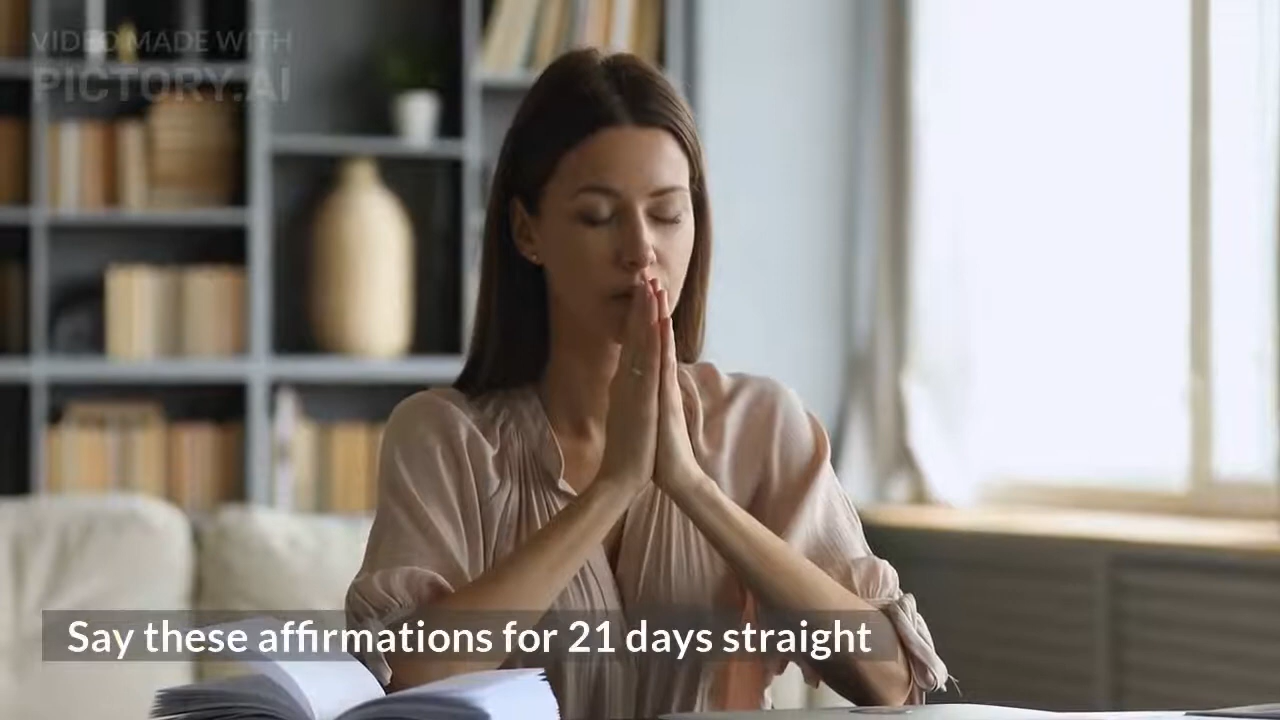 VIDEO MADE WITH
PICTORY.AI
Say these affirmations for 21 days straight